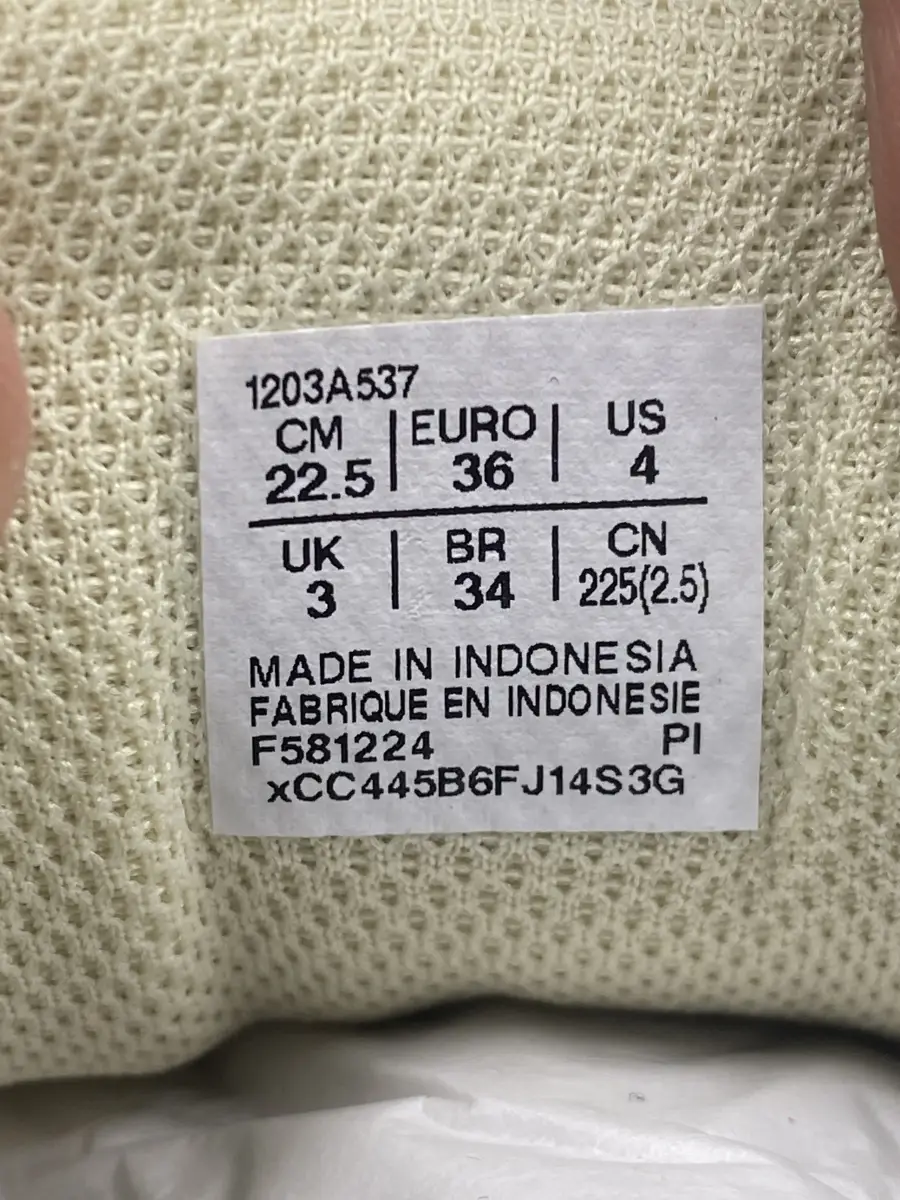 1203A537
CM | EURO | US
22.5 | 36 | 4
UK | BR | CN
3 | 34 | 225(2.5)
MADE IN INDONESIA
FABRIQUE EN INDONESIE
F581224 PI
xCC445B6FJ14S3G